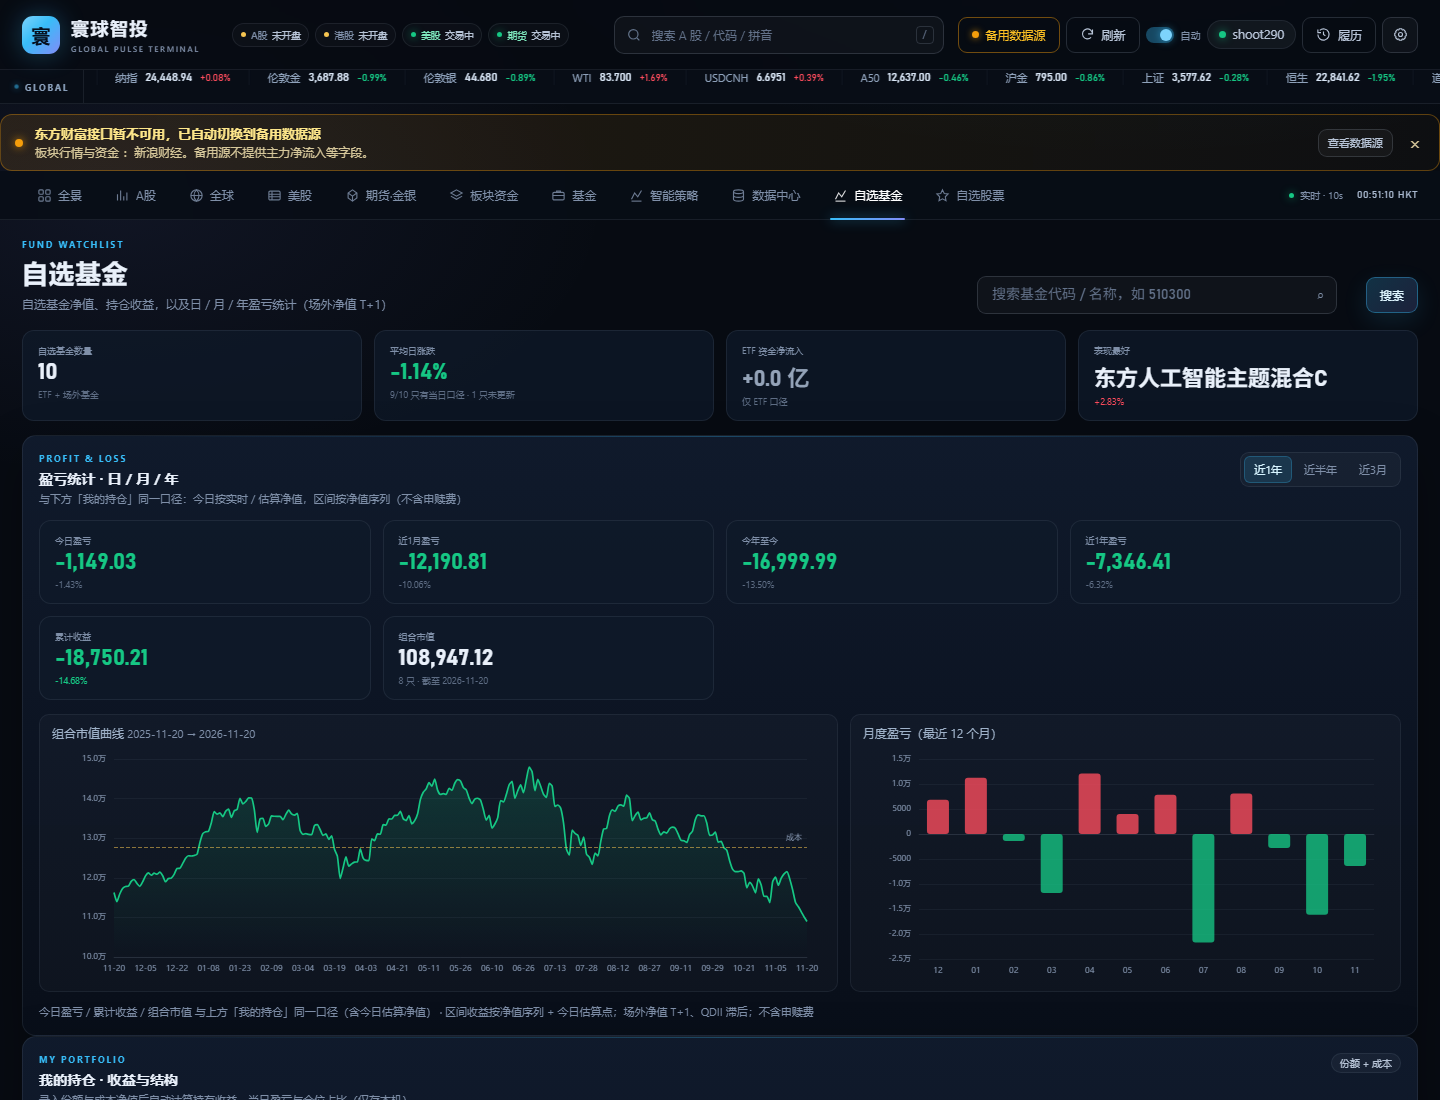 寰
寰球智投
GLOBAL PULSE TERMINAL
A股 未开盘
港股 未开盘
美股 交易中
期货 交易中
搜索 A 股 / 代码 / 拼音
/
备用数据源
刷新
自动
shoot290
履历
GLOBAL
纳指 24,448.94 +0.08%
伦敦金 3,687.88 -0.99%
伦敦银 44.680 -0.89%
WTI 83.700 +1.69%
USDCNH 6.6951 +0.39%
A50 12,637.00 -0.46%
沪金 795.00 -0.86%
上证 3,577.62 -0.28%
恒生 22,841.62 -1.95%
东方财富接口暂不可用，已自动切换到备用数据源
板块行情与资金： 新浪财经。备用源不提供主力净流入等字段。
查看数据源
×
全景
A股
全球
美股
期货·金银
板块资金
基金
智能策略
数据中心
自选基金
自选股票
实时 · 10s
00:51:10 HKT
FUND WATCHLIST
自选基金
自选基金净值、持仓收益，以及日 / 月 / 年盈亏统计（场外净值 T+1）
搜索基金代码 / 名称，如 510300
搜索
自选基金数量
10
ETF + 场外基金
平均日涨跌
-1.14%
9/10 只有当日口径 · 1 只未更新
ETF 资金净流入
+0.0 亿
仅 ETF 口径
表现最好
东方人工智能主题混合C
+2.83%
PROFIT & LOSS
盈亏统计 · 日 / 月 / 年
与下方「我的持仓」同一口径：今日按实时 / 估算净值，区间按净值序列（不含申赎费）
近1年
近半年
近3月
今日盈亏
-1,149.03
-1.43%
近1月盈亏
-12,190.81
-10.06%
今年至今
-16,999.99
-13.50%
近1年盈亏
-7,346.41
-6.32%
累计收益
-18,750.21
-14.68%
组合市值
108,947.12
8 只 · 截至 2026-11-20
组合市值曲线 2025-11-20 → 2026-11-20
15.0万
14.0万
13.0万
12.0万
11.0万
10.0万
成本
11-20 12-05 12-22 01-08 01-23 02-09 03-04 03-19 04-03 04-21 05-11 05-26 06-10 06-26 07-13 07-28 08-12 08-27 09-11 09-29 10-21 11-05 11-20
月度盈亏（最近 12 个月）
1.5万
1.0万
5000
0
-5000
-1.0万
-1.5万
-2.0万
-2.5万
12 01 02 03 04 05 06 07 08 09 10 11
今日盈亏 / 累计收益 / 组合市值 与上方「我的持仓」同一口径（含今日估算净值） · 区间收益按净值序列 + 今日估算点；场外净值 T+1、QDII 滞后；不含申赎费
MY PORTFOLIO
我的持仓 · 收益与结构
份额 + 成本